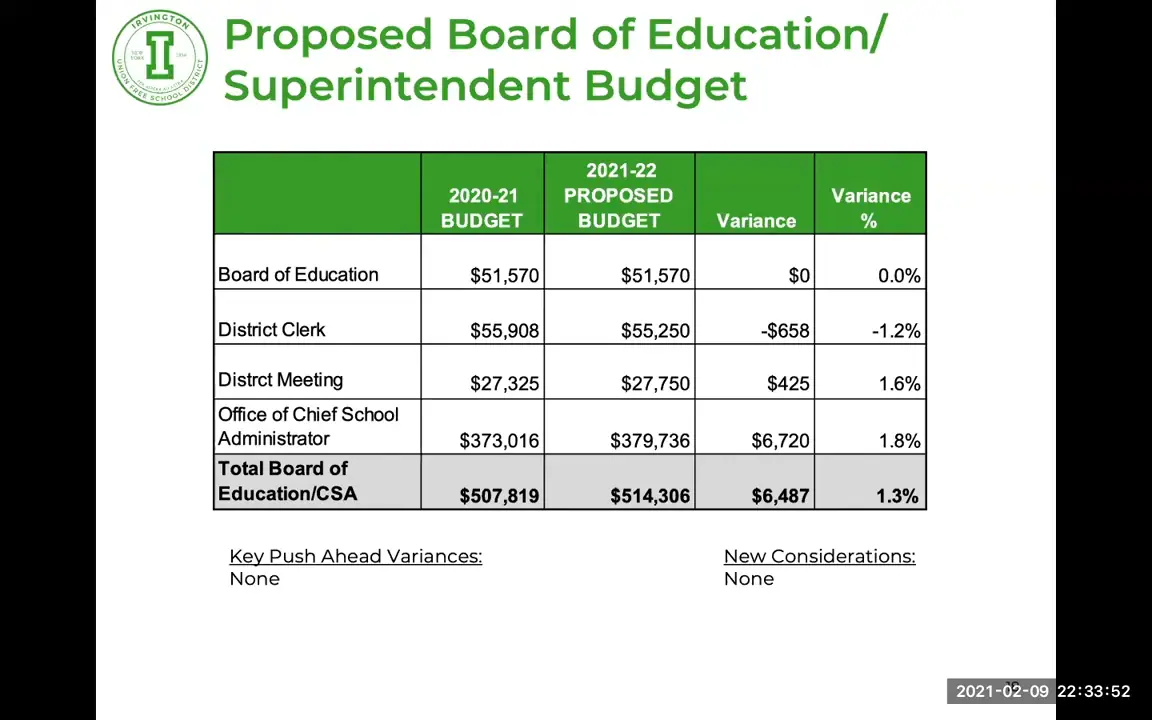 IRVINGTON
UNION FREE SCHOOL DISTRICT
Proposed Board of Education/
Superintendent Budget
2020-21 BUDGET 2021-22 PROPOSED BUDGET Variance Variance %
Board of Education $51,570 $51,570 $0 0.0%
District Clerk $55,908 $55,250 -$658 -1.2%
Distrct Meeting $27,325 $27,750 $425 1.6%
Office of Chief School
Administrator $373,016 $379,736 $6,720 1.8%
Total Board of
Education/CSA $507,819 $514,306 $6,487 1.3%
Key Push Ahead Variances:
None
New Considerations:
None
2021-02-09 22:33:52